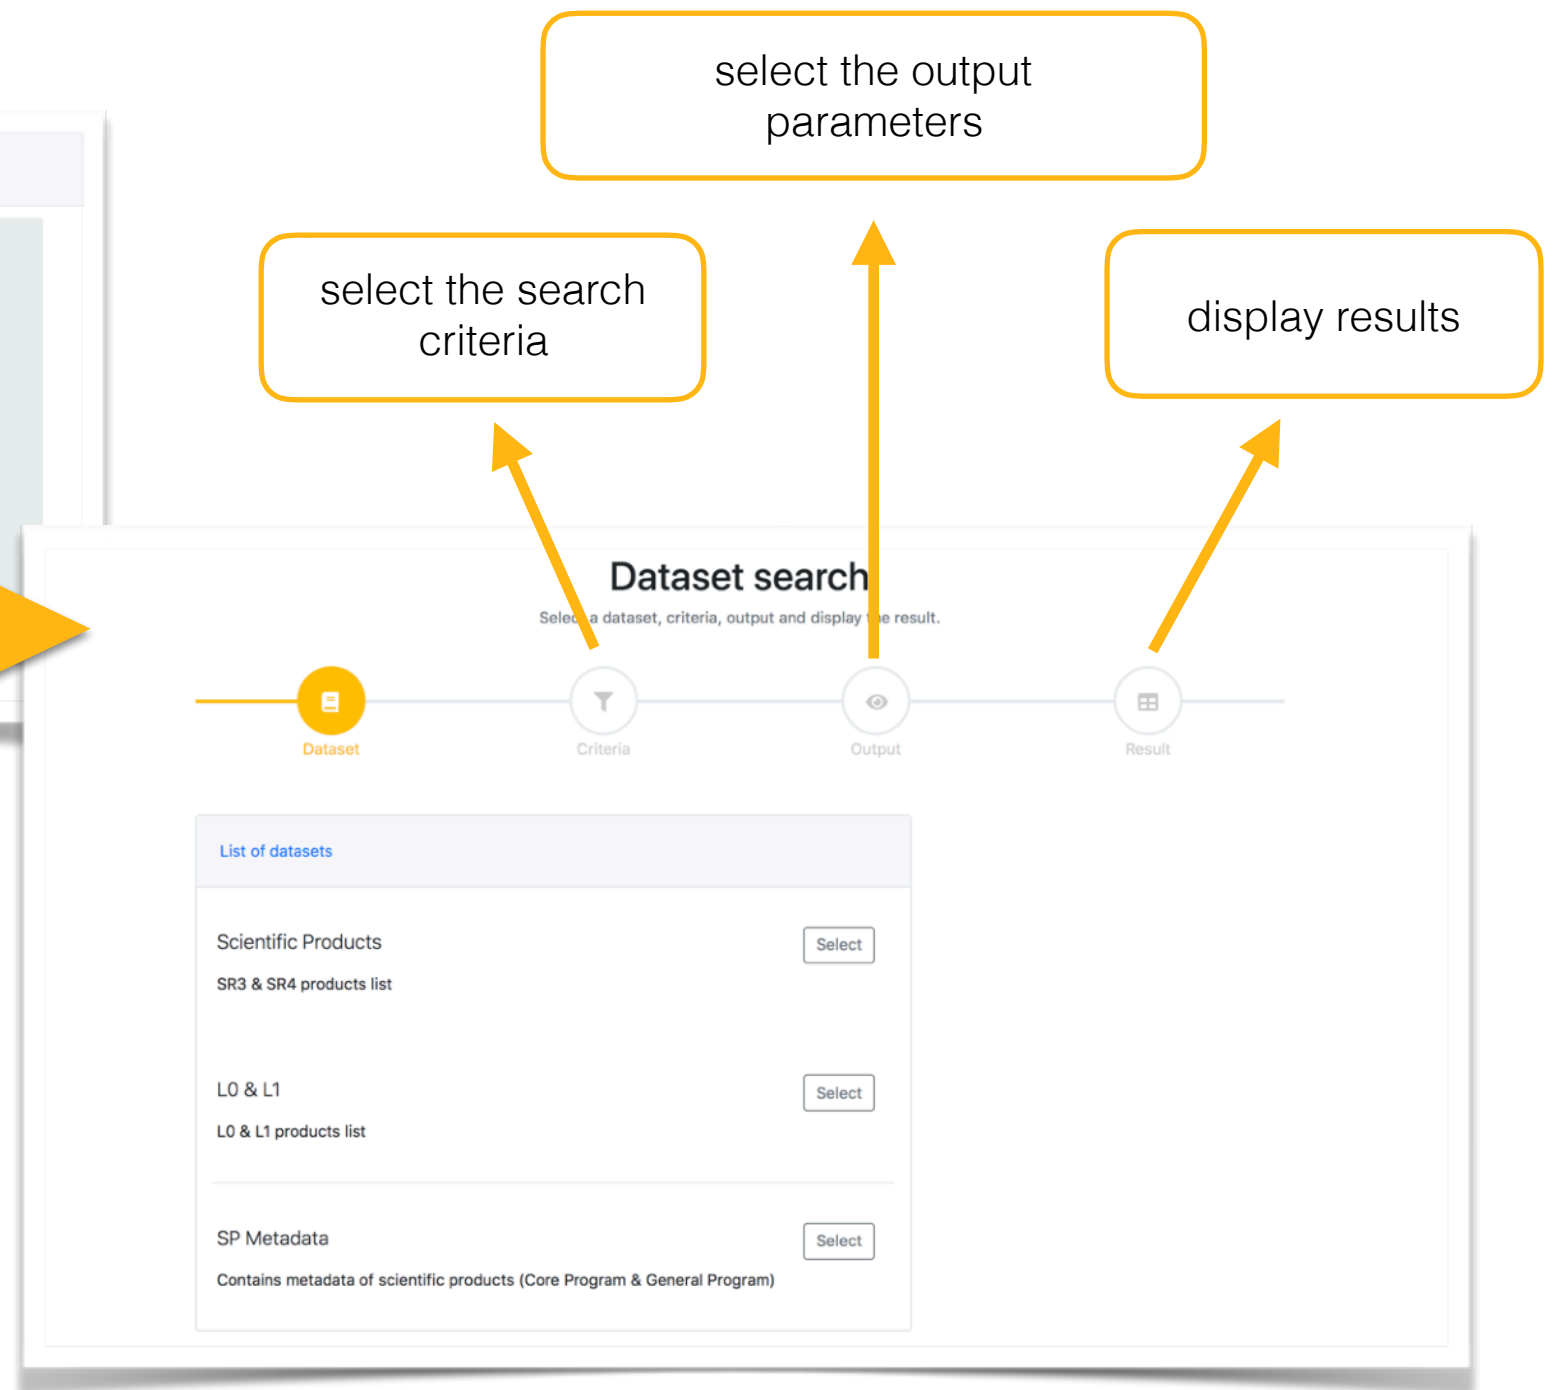 select the output
parameters
select the search
criteria
display results
Dataset search
Select a dataset, criteria, output and display the result.
Dataset
Criteria
Output
Result
List of datasets
Scientific Products
Select
SR3 & SR4 products list
L0 & L1
Select
L0 & L1 products list
SP Metadata
Select
Contains metadata of scientific products (Core Program & General Program)